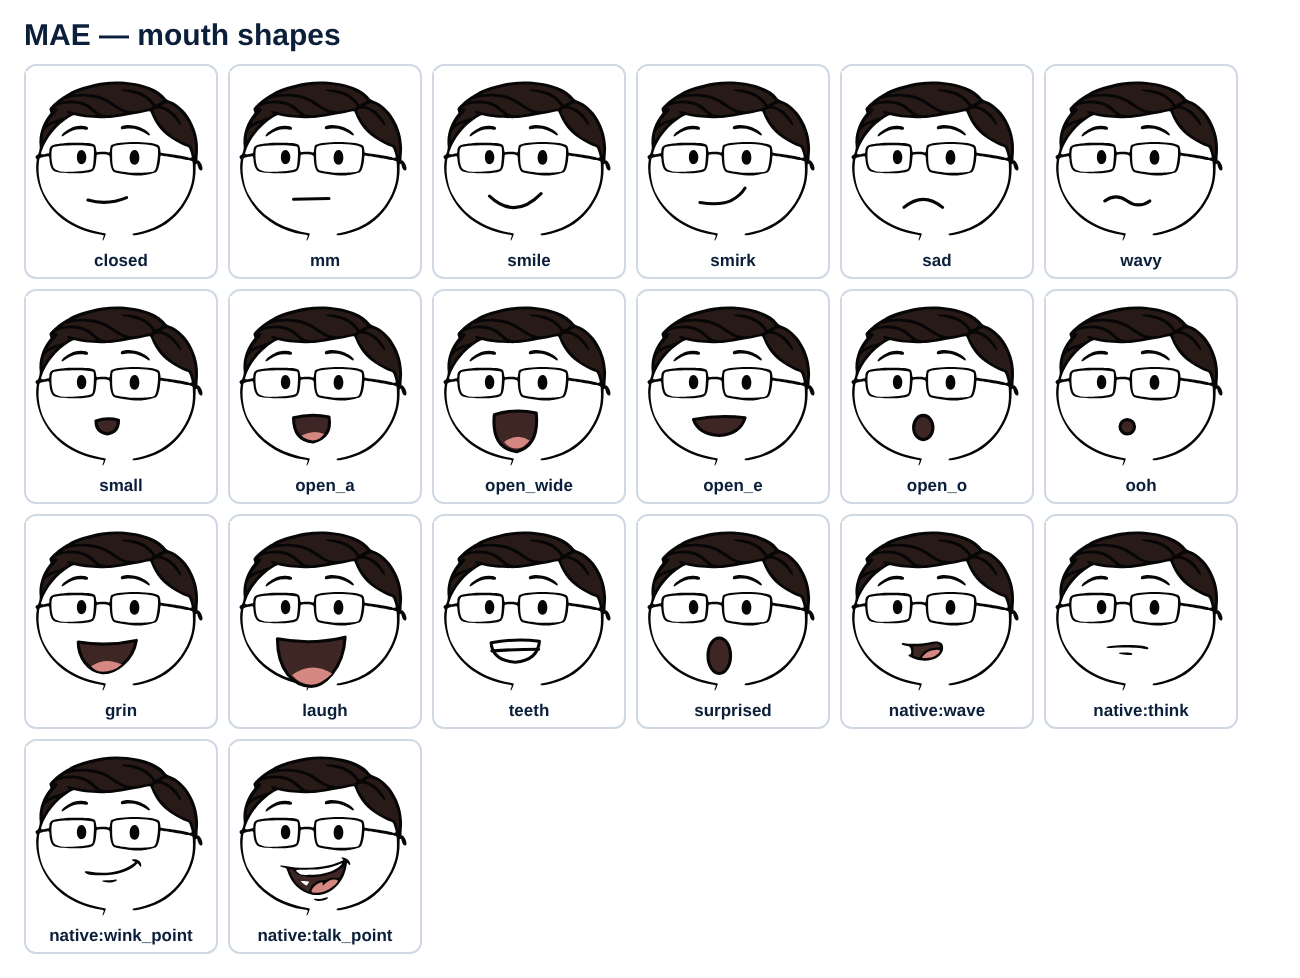 MAE — mouth shapes
closed
mm
smile
smirk
sad
wavy
small
open_a
open_wide
open_e
open_o
ooh
grin
laugh
teeth
surprised
native:wave
native:think
native:wink_point
native:talk_point